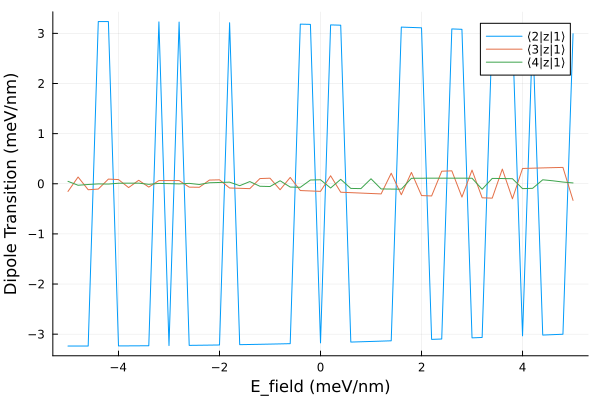 3
2
1
0
−1
−2
−3
Dipole Transition (meV/nm)
⟨2|z|1⟩
⟨3|z|1⟩
⟨4|z|1⟩
−4
−2
0
2
4
E_field (meV/nm)